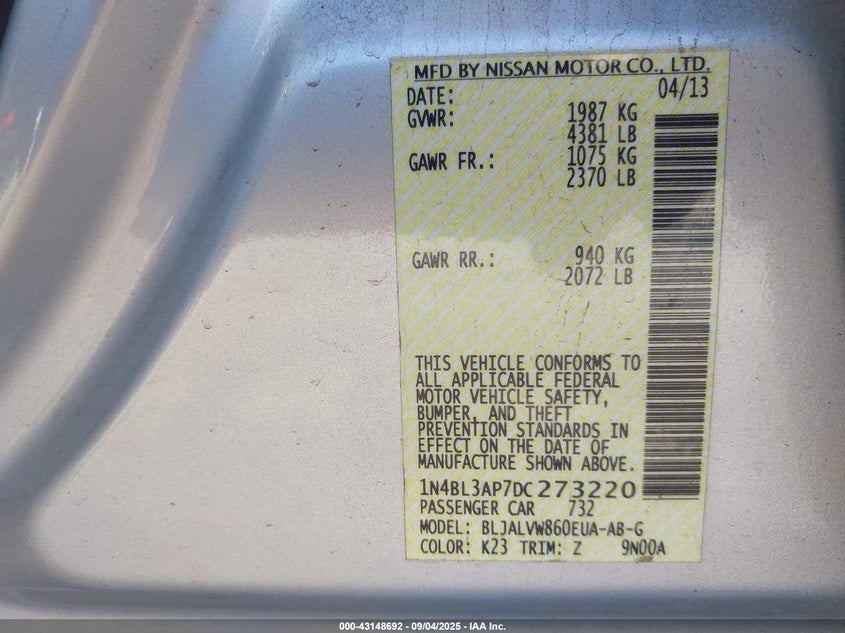 MFD BY NISSAN MOTOR CO., LTD.
DATE: 04/13
GVWR: 1987 KG
4381 LB
GAWR FR.: 1075 KG
2370 LB
GAWR RR.: 940 KG
2072 LB
THIS VEHICLE CONFORMS TO
ALL APPLICABLE FEDERAL
MOTOR VEHICLE SAFETY,
BUMPER, AND THEFT
PREVENTION STANDARDS IN
EFFECT ON THE DATE OF
MANUFACTURE SHOWN ABOVE.
1N4BL3AP7DC273220
PASSENGER CAR 732
MODEL: BLJALVW860EUA-AB-G
COLOR: K23 TRIM: Z 9N00A
000-43148692 - 09/04/2025 - IAA Inc.